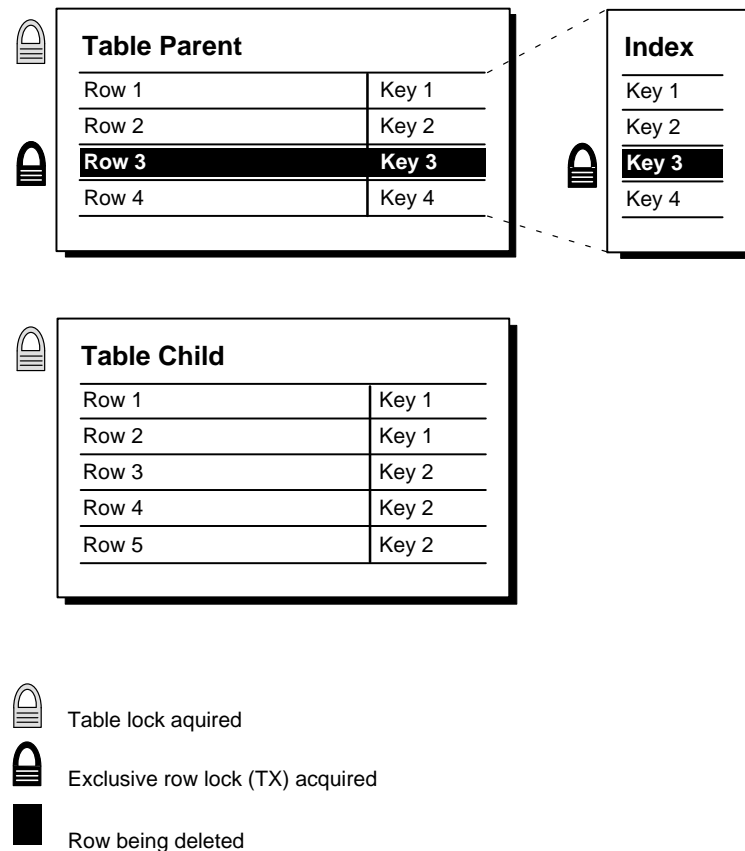 Table Parent
Row 1 Key 1
Row 2 Key 2
Row 3 Key 3
Row 4 Key 4
Index
Key 1
Key 2
Key 3
Key 4
Table Child
Row 1 Key 1
Row 2 Key 1
Row 3 Key 2
Row 4 Key 2
Row 5 Key 2
Table lock aquired
Exclusive row lock (TX) acquired
Row being deleted